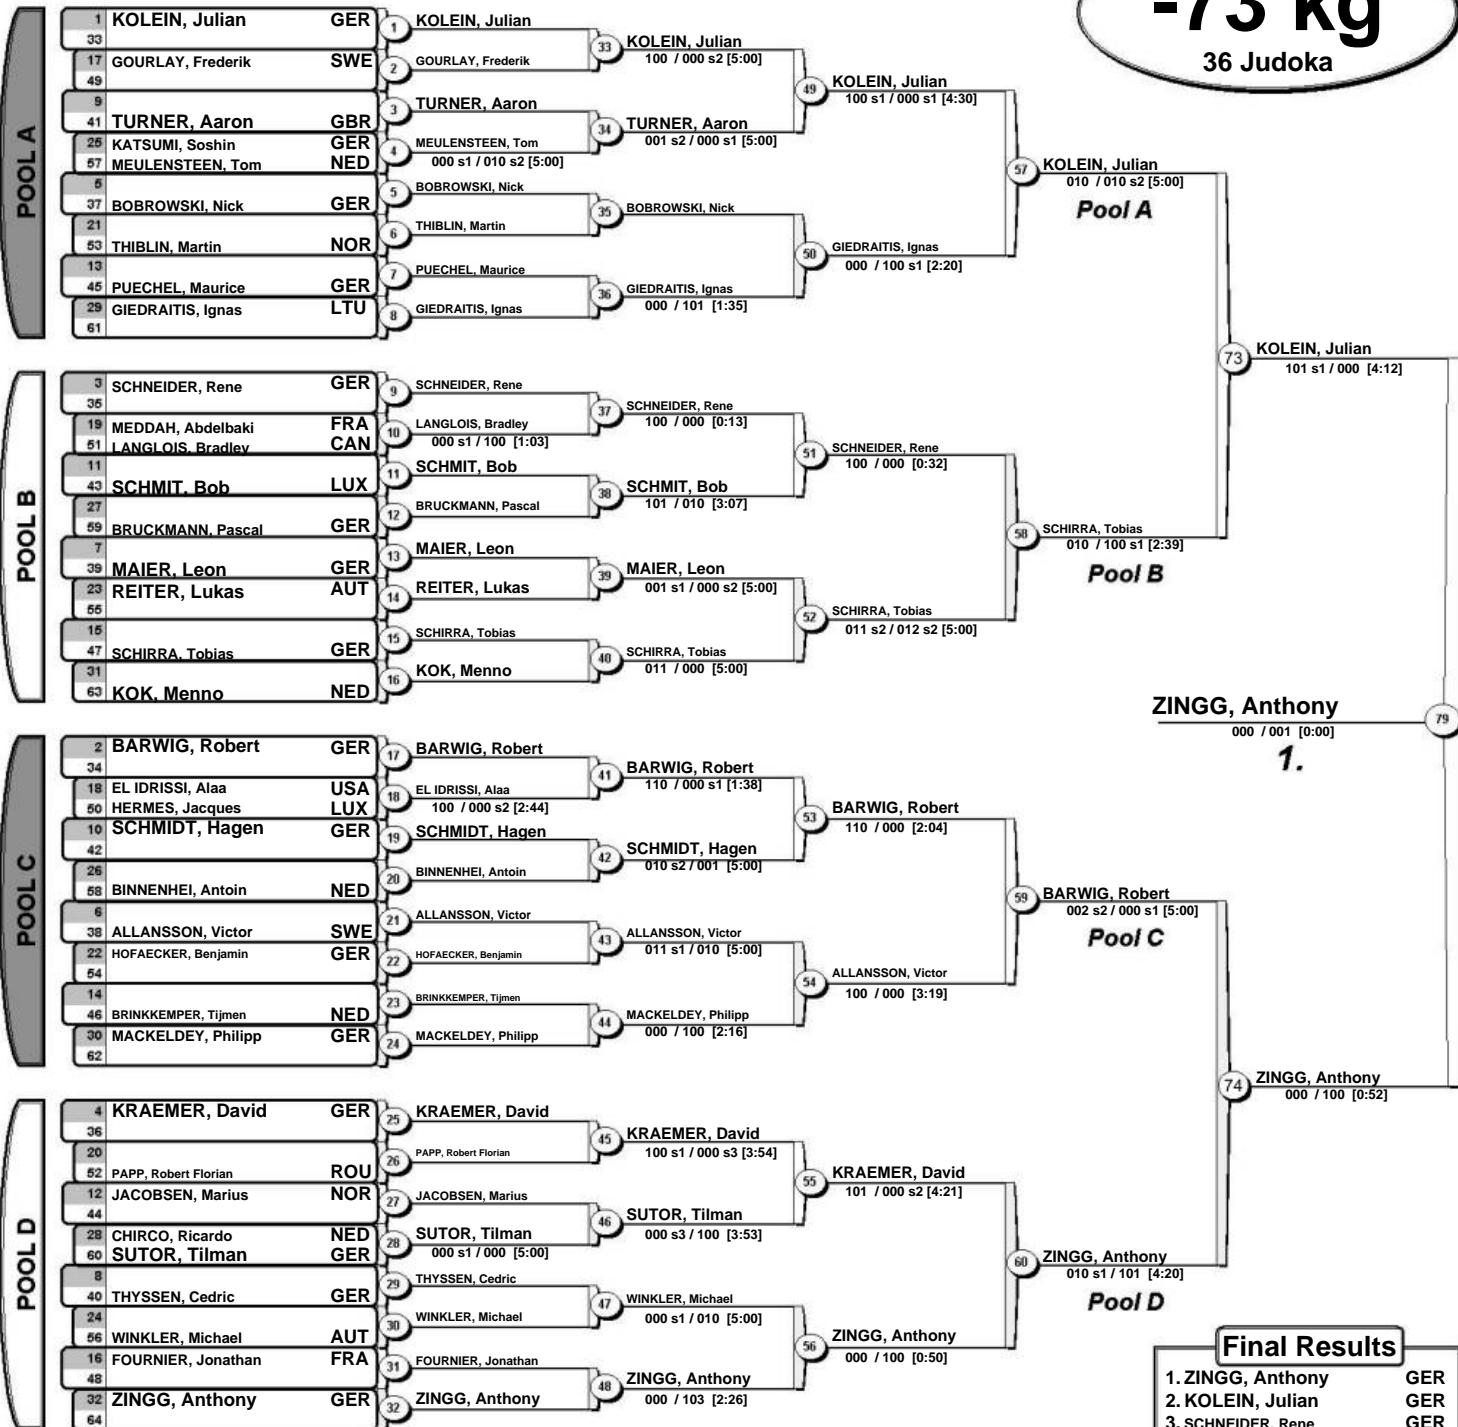 -73 kg
36 Judoka
POOL A
1 KOLEIN, Julian GER
33
17 GOURLAY, Frederik SWE
49
9
41 TURNER, Aaron GBR
25 KATSUMI, Soshin GER
57 MEULENSTEEN, Tom NED
5
37 BOBROWSKI, Nick GER
21
53 THIBLIN, Martin NOR
13
45 PUECHEL, Maurice GER
29 GIEDRAITIS, Ignas LTU
61
1 KOLEIN, Julian
2 GOURLAY, Frederik
3 TURNER, Aaron
4 MEULENSTEEN, Tom
000 s1 / 010 s2 [5:00]
5 BOBROWSKI, Nick
6 THIBLIN, Martin
7 PUECHEL, Maurice
8 GIEDRAITIS, Ignas
33 KOLEIN, Julian
100 / 000 s2 [5:00]
34 TURNER, Aaron
001 s2 / 000 s1 [5:00]
35 BOBROWSKI, Nick
36 GIEDRAITIS, Ignas
000 / 101 [1:35]
49 KOLEIN, Julian
100 s1 / 000 s1 [4:30]
50 GIEDRAITIS, Ignas
000 / 100 s1 [2:20]
57 KOLEIN, Julian
010 / 010 s2 [5:00]
Pool A
POOL B
3 SCHNEIDER, Rene GER
35
19 MEDDAH, Abdelbaki FRA
51 LANGLOIS, Bradley CAN
11
43 SCHMIT, Bob LUX
27
59 BRUCKMANN, Pascal GER
7
39 MAIER, Leon GER
23 REITER, Lukas AUT
55
15
47 SCHIRRA, Tobias GER
31
63 KOK, Menno NED
9 SCHNEIDER, Rene
10 LANGLOIS, Bradley
000 s1 / 100 [1:03]
11 SCHMIT, Bob
12 BRUCKMANN, Pascal
13 MAIER, Leon
14 REITER, Lukas
15 SCHIRRA, Tobias
16 KOK, Menno
37 SCHNEIDER, Rene
100 / 000 [0:13]
38 SCHMIT, Bob
101 / 010 [3:07]
39 MAIER, Leon
001 s1 / 000 s2 [5:00]
40 SCHIRRA, Tobias
011 / 000 [5:00]
51 SCHNEIDER, Rene
100 / 000 [0:32]
52 SCHIRRA, Tobias
011 s2 / 012 s2 [5:00]
58 SCHIRRA, Tobias
010 / 100 s1 [2:39]
Pool B
73 KOLEIN, Julian
101 s1 / 000 [4:12]
ZINGG, Anthony
79
000 / 001 [0:00]
1.
POOL C
2 BARWIG, Robert GER
34
18 EL IDRISSI, Alaa USA
50 HERMES, Jacques LUX
10 SCHMIDT, Hagen GER
42
26
58 BINNENHEI, Antoin NED
6
38 ALLANSSON, Victor SWE
22 HOFAECKER, Benjamin GER
54
14
46 BRINKKEMPER, Tijmen NED
30 MACKELDEY, Philipp GER
62
17 BARWIG, Robert
18 EL IDRISSI, Alaa
100 / 000 s2 [2:44]
19 SCHMIDT, Hagen
20 BINNENHEI, Antoin
21 ALLANSSON, Victor
22 HOFAECKER, Benjamin
23 BRINKKEMPER, Tijmen
24 MACKELDEY, Philipp
41 BARWIG, Robert
110 / 000 s1 [1:38]
42 SCHMIDT, Hagen
010 s2 / 001 [5:00]
43 ALLANSSON, Victor
011 s1 / 010 [5:00]
44 MACKELDEY, Philipp
000 / 100 [2:16]
53 BARWIG, Robert
110 / 000 [2:04]
54 ALLANSSON, Victor
100 / 000 [3:19]
59 BARWIG, Robert
002 s2 / 000 s1 [5:00]
Pool C
POOL D
4 KRAEMER, David GER
36
20
52 PAPP, Robert Florian ROU
12 JACOBSEN, Marius NOR
44
28 CHIRCO, Ricardo NED
60 SUTOR, Tilman GER
8
40 THYSSEN, Cedric GER
24
56 WINKLER, Michael AUT
16 FOURNIER, Jonathan FRA
48
32 ZINGG, Anthony GER
64
25 KRAEMER, David
26 PAPP, Robert Florian
27 JACOBSEN, Marius
28 SUTOR, Tilman
000 s1 / 000 [5:00]
29 THYSSEN, Cedric
30 WINKLER, Michael
31 FOURNIER, Jonathan
32 ZINGG, Anthony
45 KRAEMER, David
100 s1 / 000 s3 [3:54]
46 SUTOR, Tilman
000 s3 / 100 [3:53]
47 WINKLER, Michael
000 s1 / 010 [5:00]
48 ZINGG, Anthony
000 / 103 [2:26]
55 KRAEMER, David
101 / 000 s2 [4:21]
56 ZINGG, Anthony
000 / 100 [0:50]
60 ZINGG, Anthony
010 s1 / 101 [4:20]
Pool D
74 ZINGG, Anthony
000 / 100 [0:52]
Final Results
1. ZINGG, Anthony GER
2. KOLEIN, Julian GER
3. SCHNEIDER, Rene GER